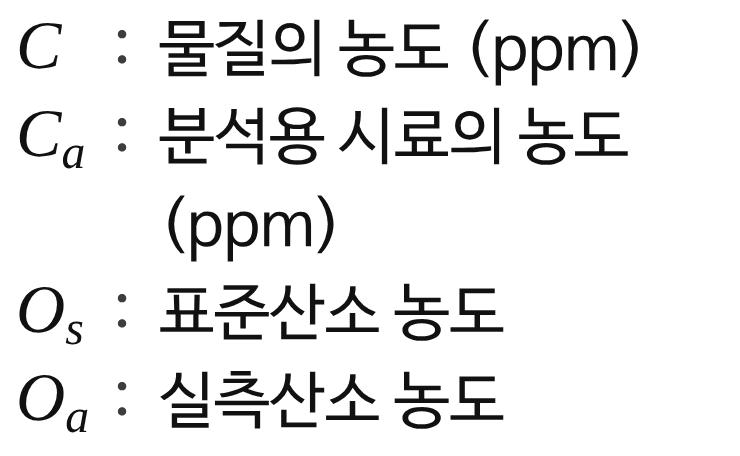 C : 물질의 농도 (ppm)
Cₐ : 분석용 시료의 농도
(ppm)
Oₛ : 표준산소 농도
Oₐ : 실측산소 농도